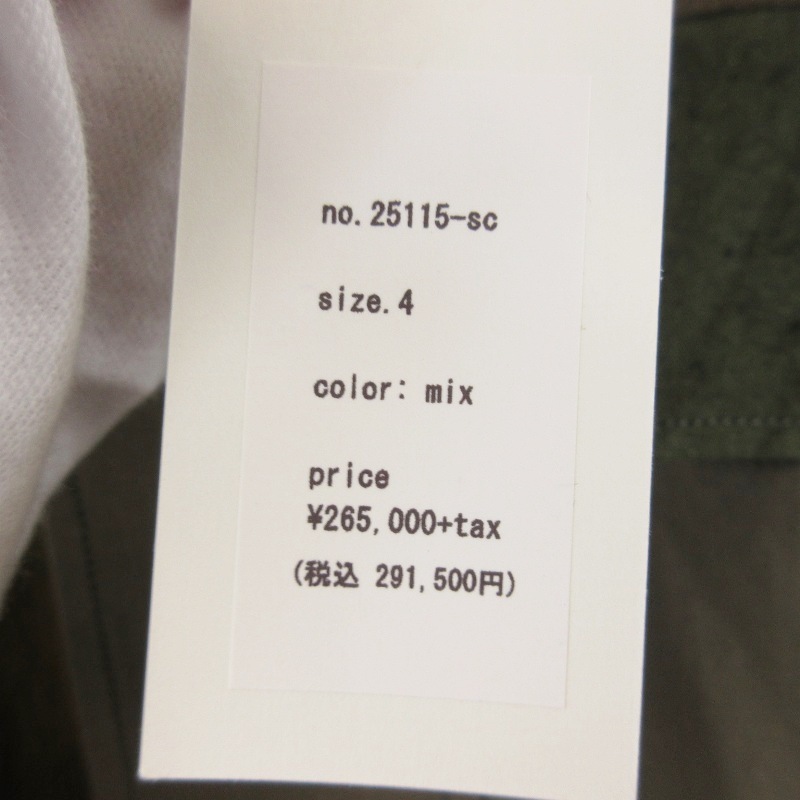 no.25115-sc
size.4
color: mix
price
¥265,000+tax
(税込 291,500円)